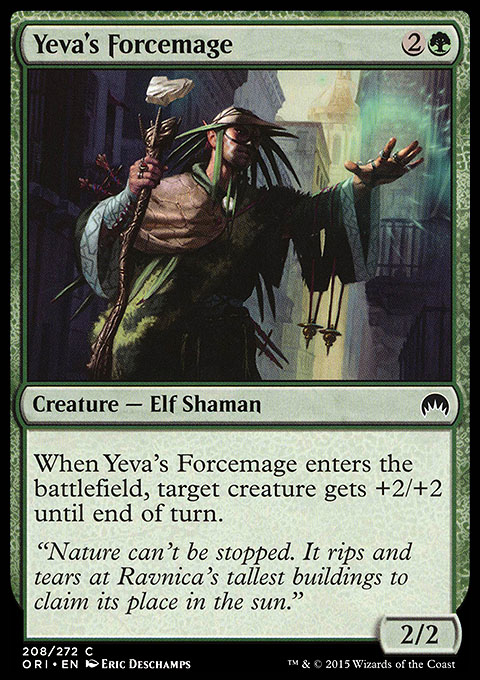 Yeva's Forcemage 2
Creature — Elf Shaman
When Yeva's Forcemage enters the
battlefield, target creature gets +2/+2
until end of turn.
“Nature can't be stopped. It rips and
tears at Ravnica's tallest buildings to
claim its place in the sun.”
2/2
208/272 C
ORI • EN Eric Deschamps
™ & © 2015 Wizards of the Coast